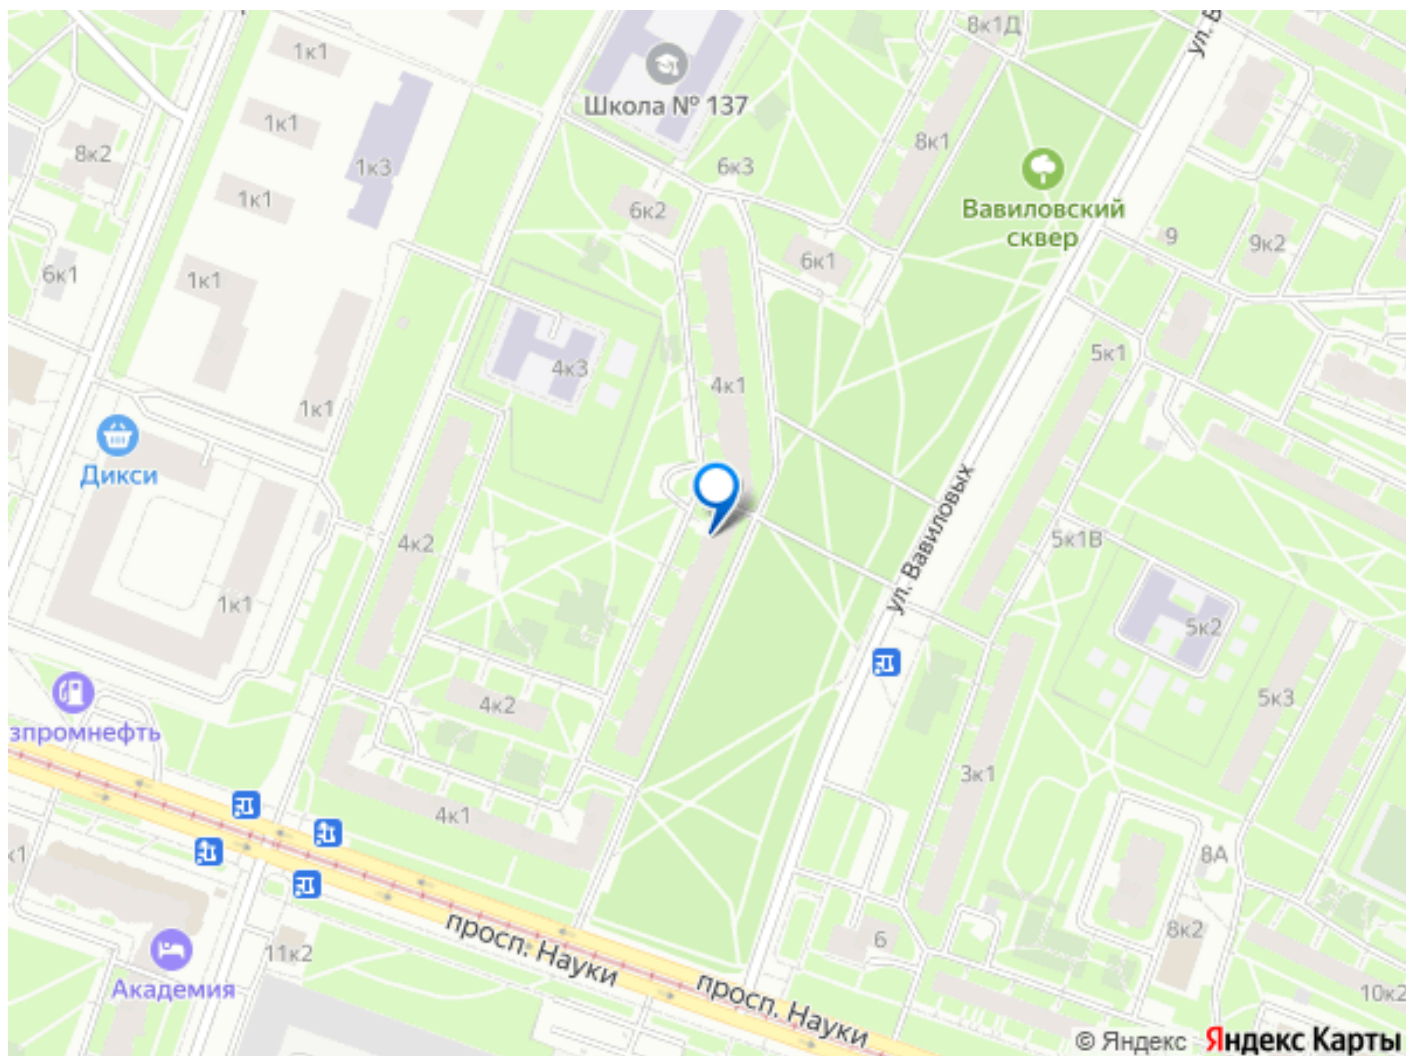 8к1Д
ул. В
1к1
Школа № 137
1к1
8к1
8к2
1к3
6к3
1к1
6к2
Вавиловский
сквер
9
9к2
6к1
6к1
1к1
5к1
4к3
4к1
1к1
Дикси
ул. Вавиловых
4к2
5к1В
1к1
5к2
4к2
5к3
зпромнефть
3к1
4к1
к1
8А
просп. Науки
6
8к2
11к2
Академия
просп. Науки
10к2
© Яндекс Яндекс Карты